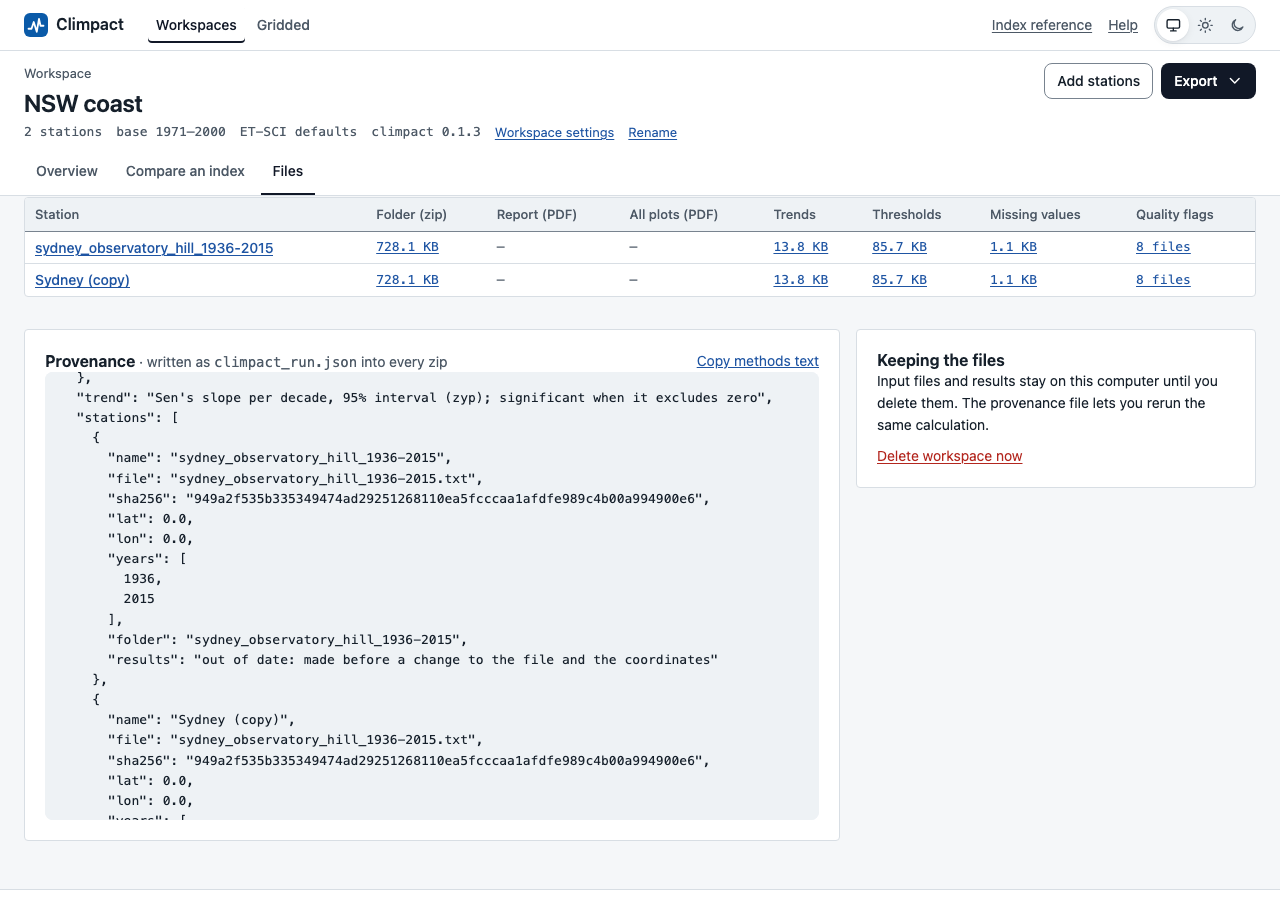 Climpact
Workspaces
Gridded
Index reference
Help
Workspace
NSW coast
Add stations
Export
2 stations base 1971–2000 ET-SCI defaults climpact 0.1.3 Workspace settings Rename
Overview
Compare an index
Files
Station Folder (zip) Report (PDF) All plots (PDF) Trends Thresholds Missing values Quality flags
sydney_observatory_hill_1936-2015 728.1 KB – – 13.8 KB 85.7 KB 1.1 KB 8 files
Sydney (copy) 728.1 KB – – 13.8 KB 85.7 KB 1.1 KB 8 files
Provenance · written as climpact_run.json into every zip
Copy methods text
},
"trend": "Sen's slope per decade, 95% interval (zyp); significant when it excludes zero",
"stations": [
{
"name": "sydney_observatory_hill_1936-2015",
"file": "sydney_observatory_hill_1936-2015.txt",
"sha256": "949a2f535b335349474ad29251268110ea5fcccaa1afdfe989c4b00a994900e6",
"lat": 0.0,
"lon": 0.0,
"years": [
1936,
2015
],
"folder": "sydney_observatory_hill_1936-2015",
"results": "out of date: made before a change to the file and the coordinates"
},
{
"name": "Sydney (copy)",
"file": "sydney_observatory_hill_1936-2015.txt",
"sha256": "949a2f535b335349474ad29251268110ea5fcccaa1afdfe989c4b00a994900e6",
"lat": 0.0,
"lon": 0.0,
"years": [
Keeping the files
Input files and results stay on this computer until you
delete them. The provenance file lets you rerun the
same calculation.
Delete workspace now